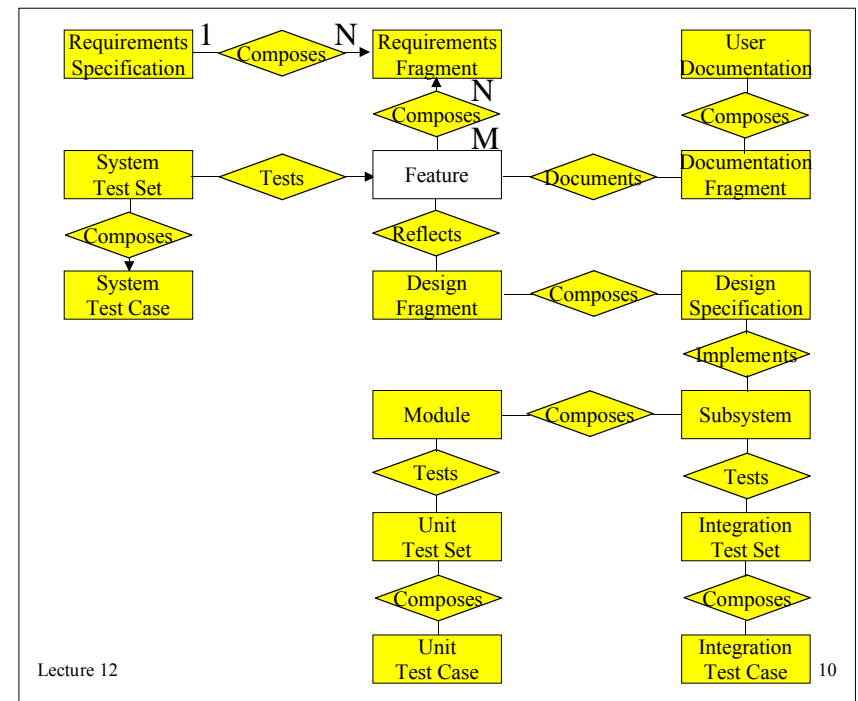 Requirements
Specification
1
Composes
N
Requirements
Fragment
User
Documentation
N
Composes
M
Composes
System
Test Set
Tests
Feature
Documents
Documentation
Fragment
Composes
Reflects
System
Test Case
Design
Fragment
Composes
Design
Specification
Implements
Module
Composes
Subsystem
Tests
Tests
Unit
Test Set
Integration
Test Set
Composes
Composes
Unit
Test Case
Integration
Test Case
Lecture 12
10